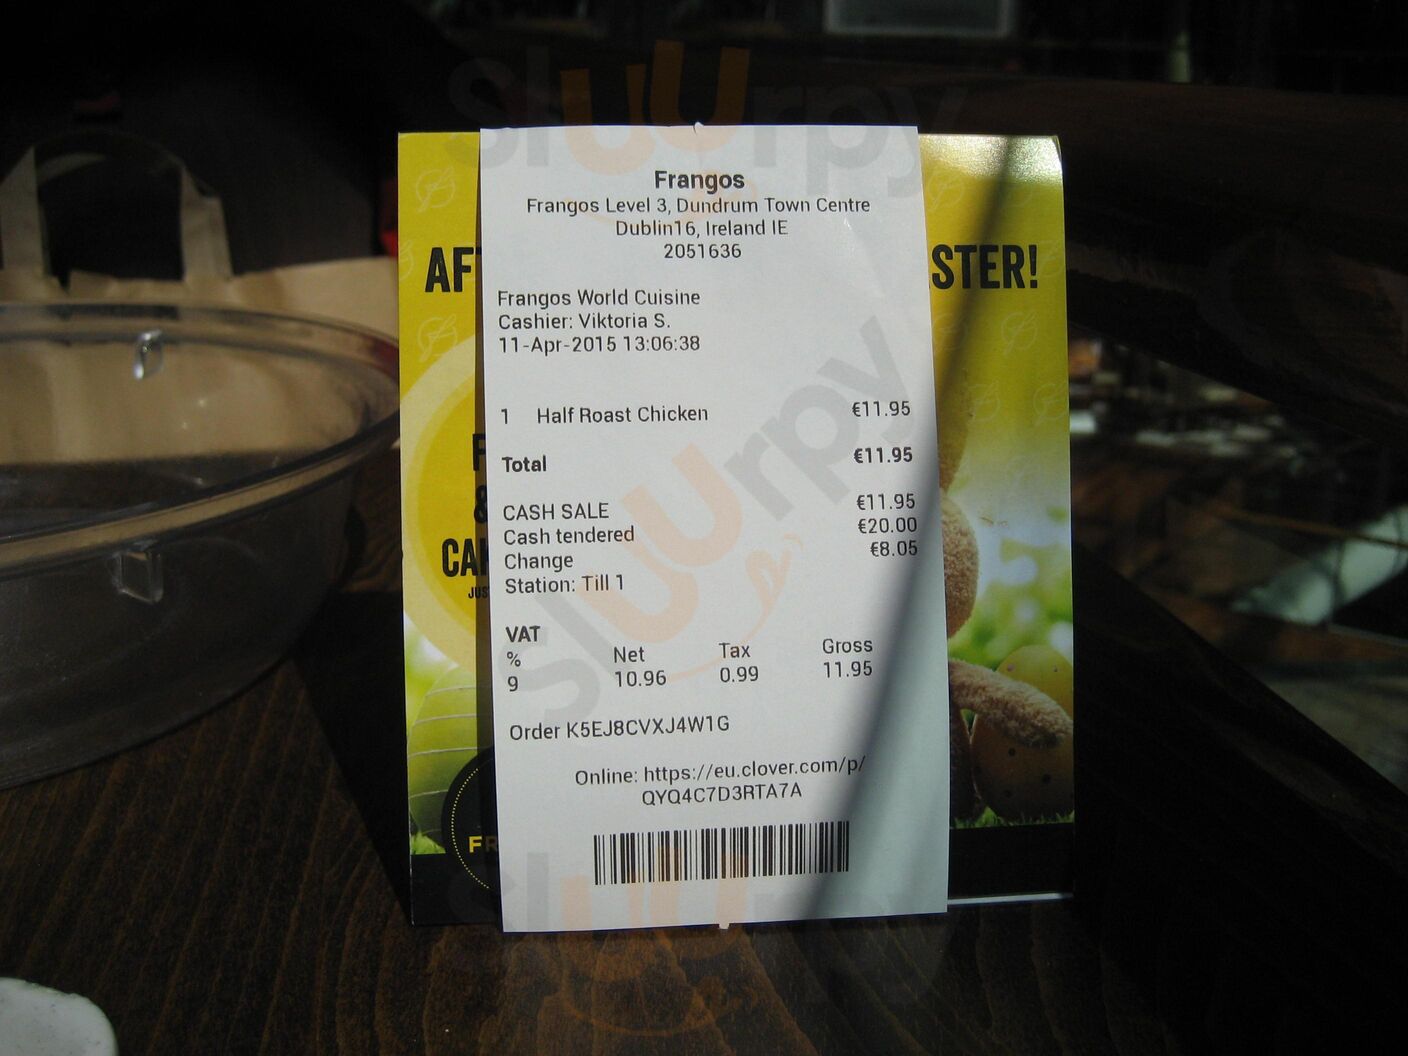 Frangos
Frangos Level 3, Dundrum Town Centre
Dublin16, Ireland IE
2051636
Frangos World Cuisine
Cashier: Viktoria S.
11-Apr-2015 13:06:38
1 Half Roast Chicken €11.95
Total €11.95
CASH SALE €11.95
Cash tendered €20.00
Change €8.05
Station: Till 1
VAT
% Net Tax Gross
9 10.96 0.99 11.95
Order K5EJ8CVXJ4W1G
Online: https://eu.clover.com/p/
QYQ4C7D3RTA7A
STER!
sluurpy
sluurpy
sluurpy